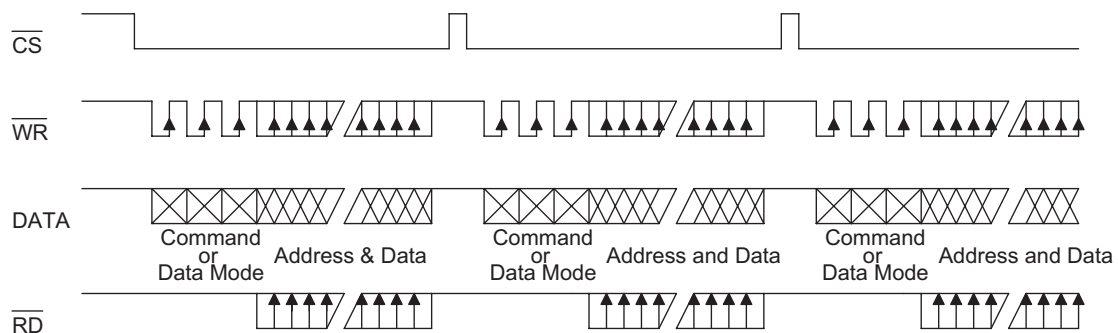 CS
WR
DATA
Command
or
Data Mode
Address & Data
Command
or
Data Mode
Address and Data
Command
or
Data Mode
Address and Data
RD